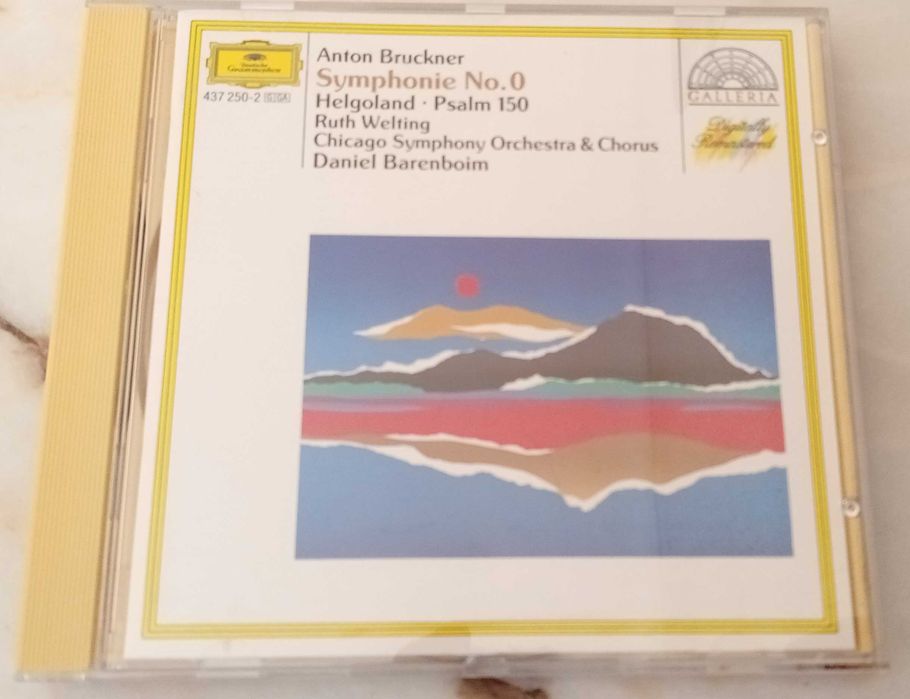 Deutsche
Grammophon
437 250-2 G GA
Anton Bruckner
Symphonie No. 0
Helgoland · Psalm 150
Ruth Welting
Chicago Symphony Orchestra & Chorus
Daniel Barenboim
GALLERIA
Digitally
Remastered